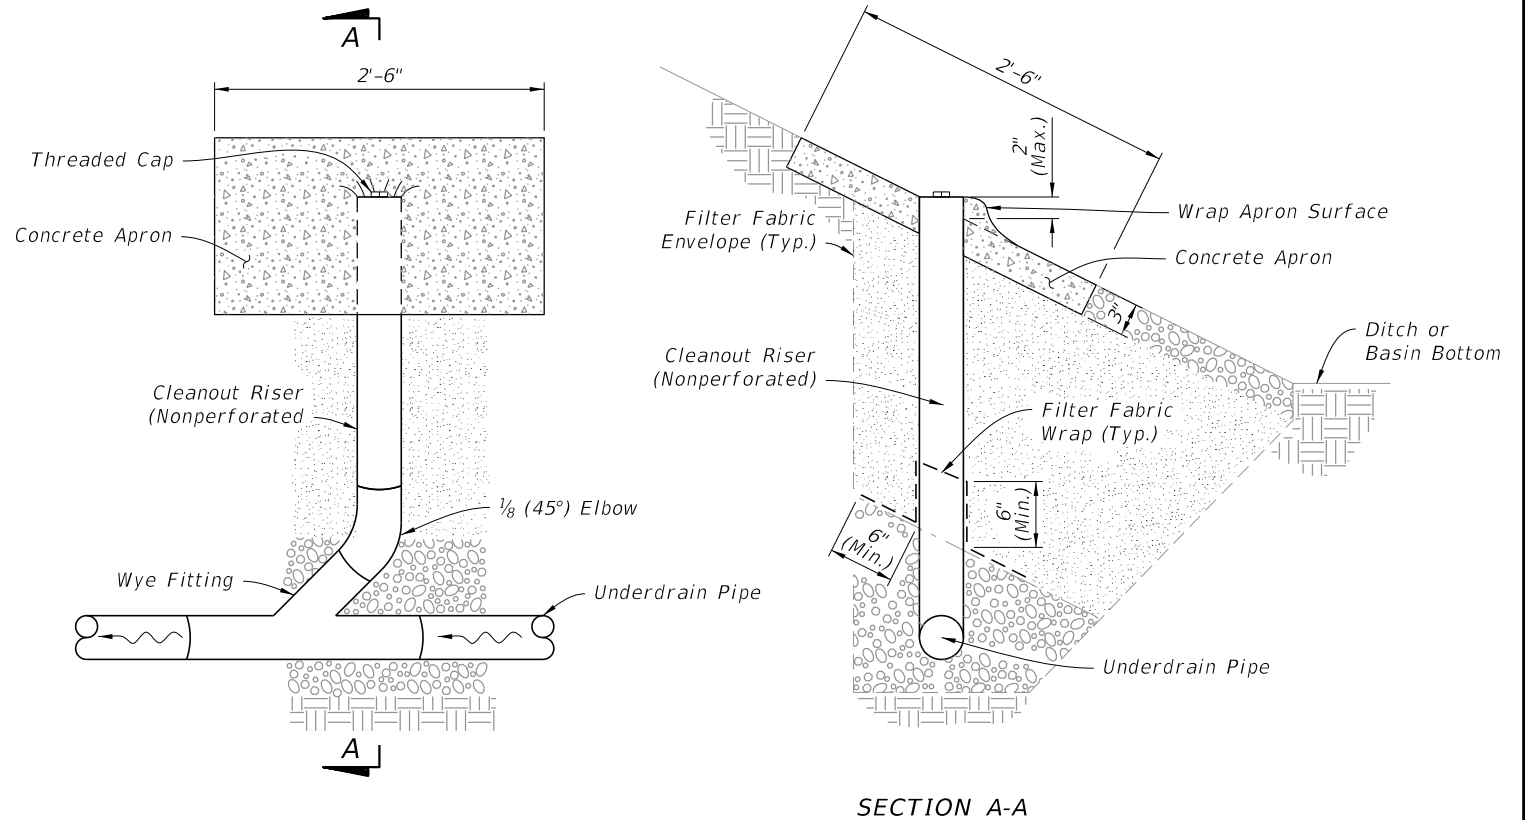 A
2'-6"
Threaded Cap
Concrete Apron
Cleanout Riser
(Nonperforated
⅛ (45°) Elbow
Wye Fitting
Underdrain Pipe
A
2'-6"
2"
(Max.)
Filter Fabric
Envelope (Typ.)
Wrap Apron Surface
Concrete Apron
3"
Ditch or
Basin Bottom
Cleanout Riser
(Nonperforated)
Filter Fabric
Wrap (Typ.)
6"
(Min.)
6"
(Min.)
Underdrain Pipe
SECTION A-A